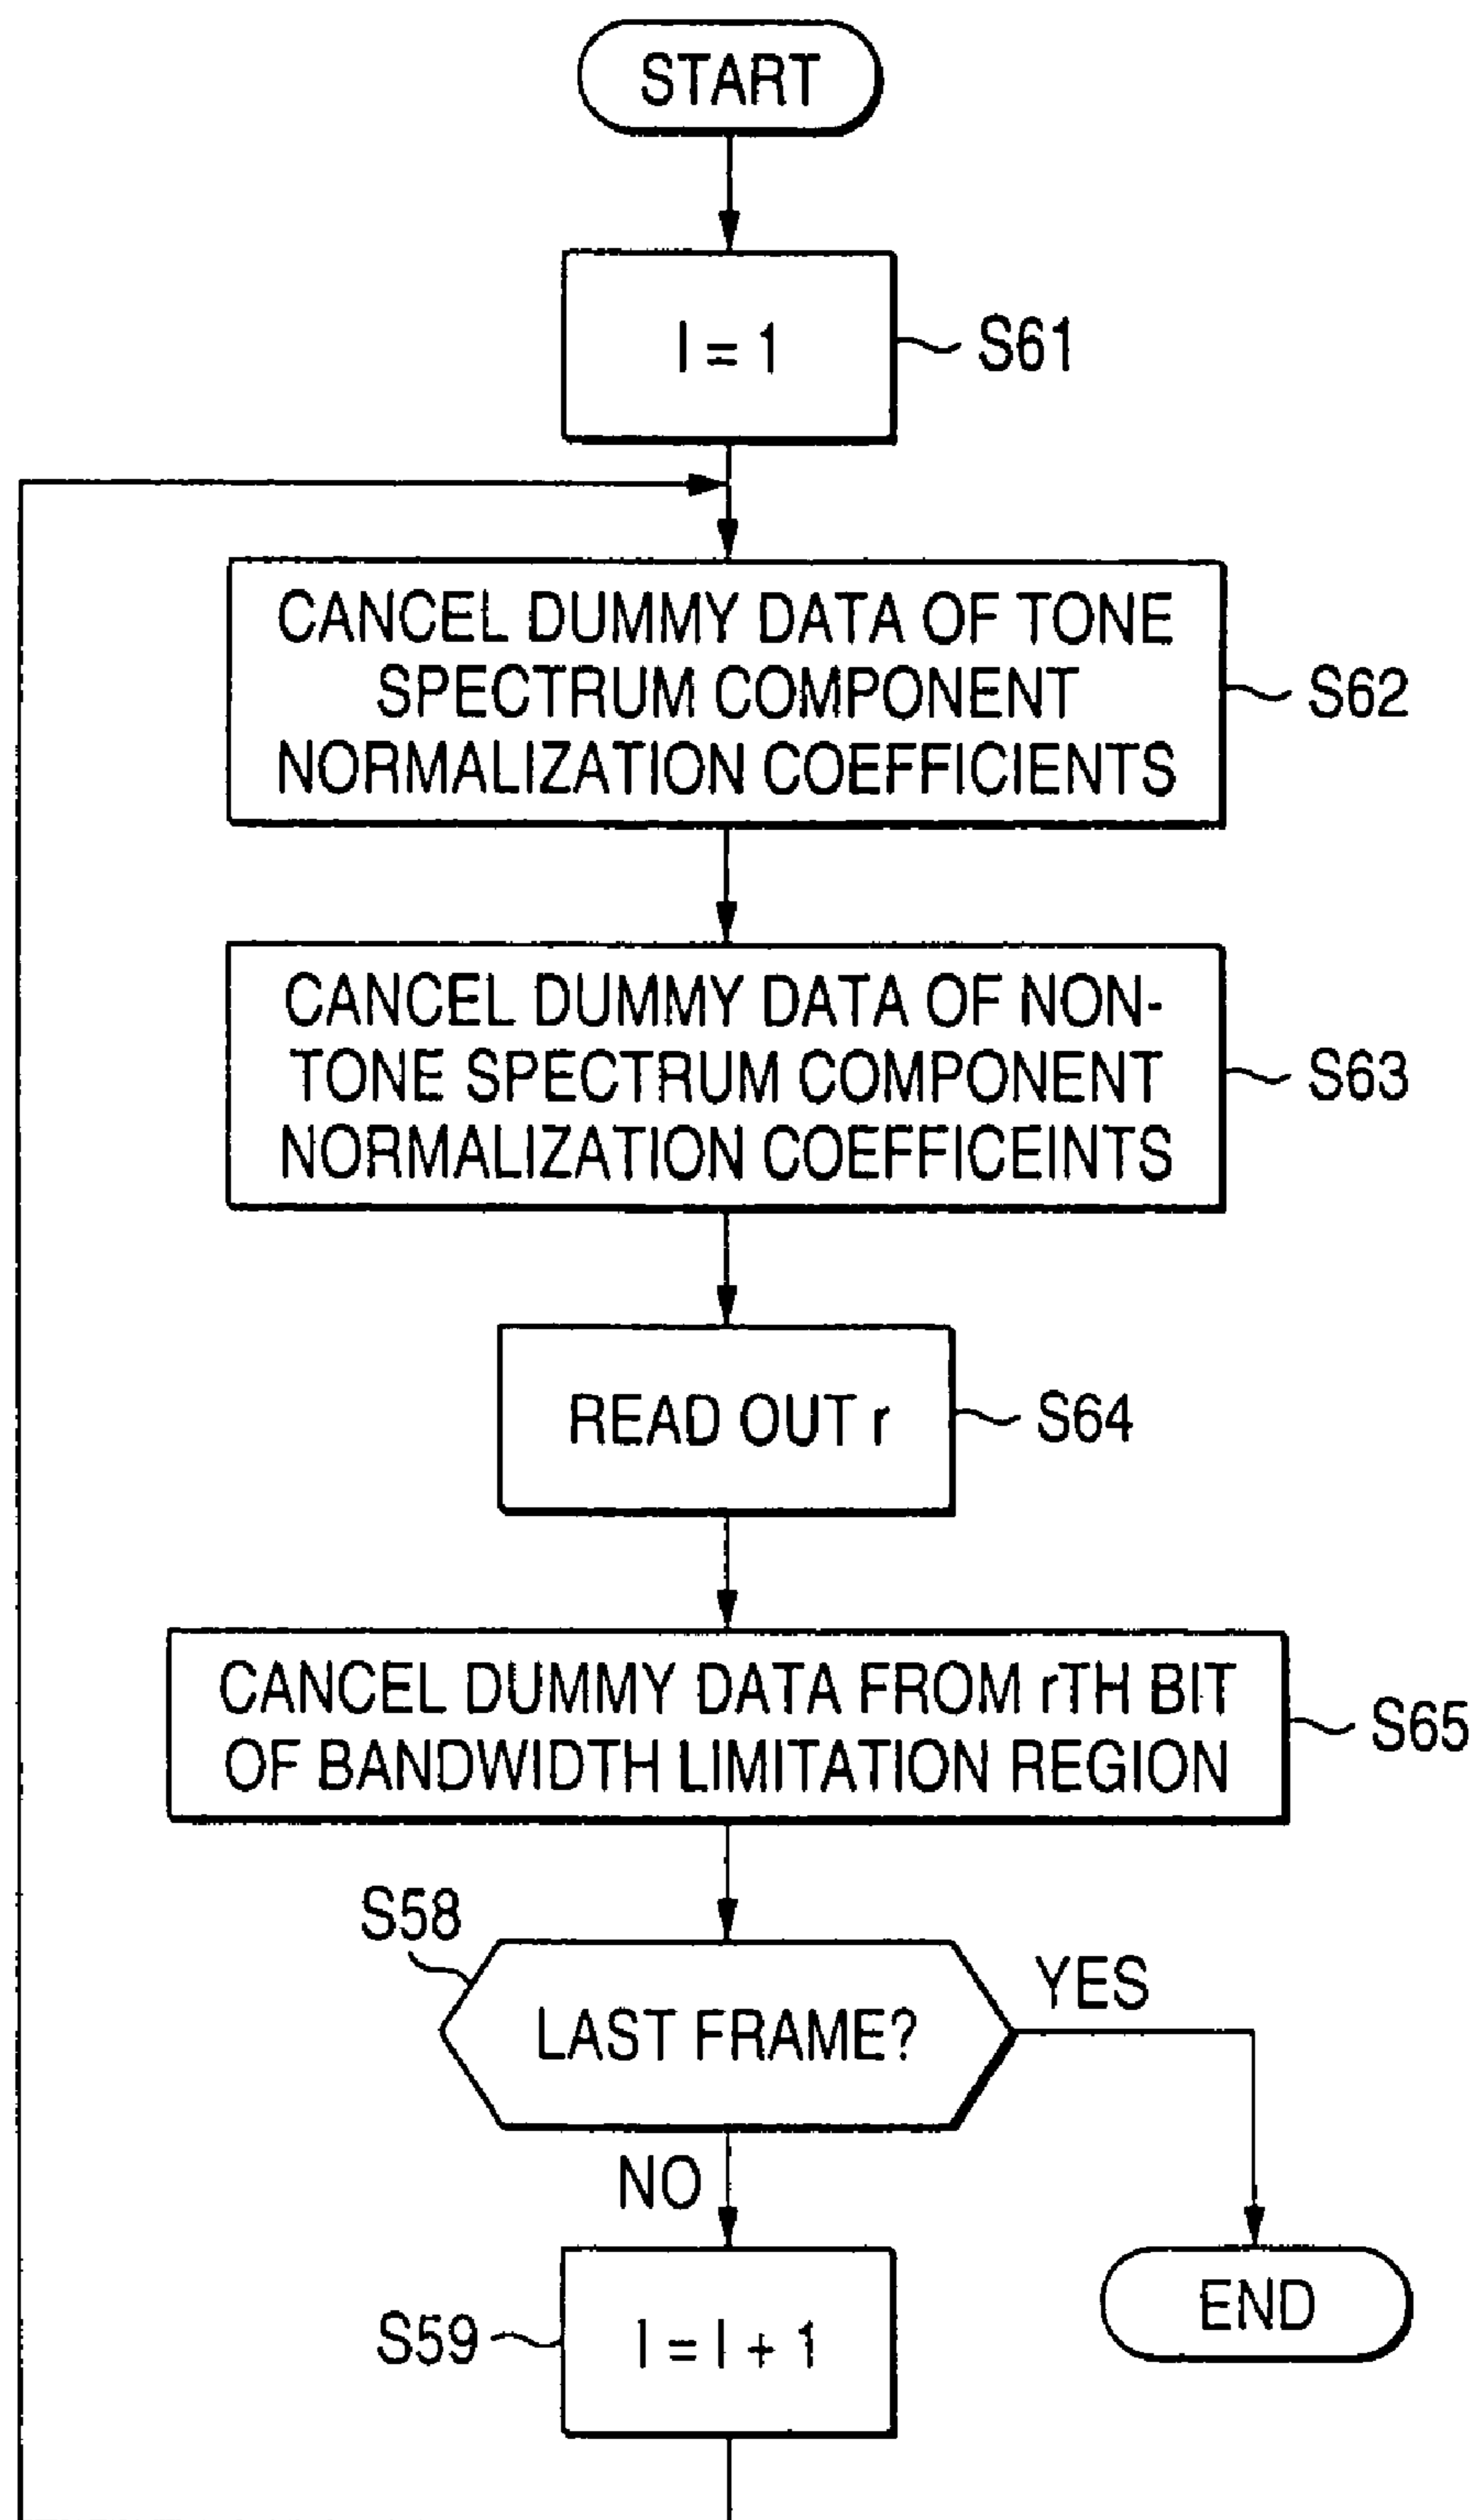 START
I = 1
S61
CANCEL DUMMY DATA OF TONE
SPECTRUM COMPONENT
NORMALIZATION COEFFICIENTS
S62
CANCEL DUMMY DATA OF NON-
TONE SPECTRUM COMPONENT
NORMALIZATION COEFFICEINTS
S63
READ OUT r
S64
CANCEL DUMMY DATA FROM rTH BIT
OF BANDWIDTH LIMITATION REGION
S65
S58
LAST FRAME?
YES
NO
S59
I = I + 1
END